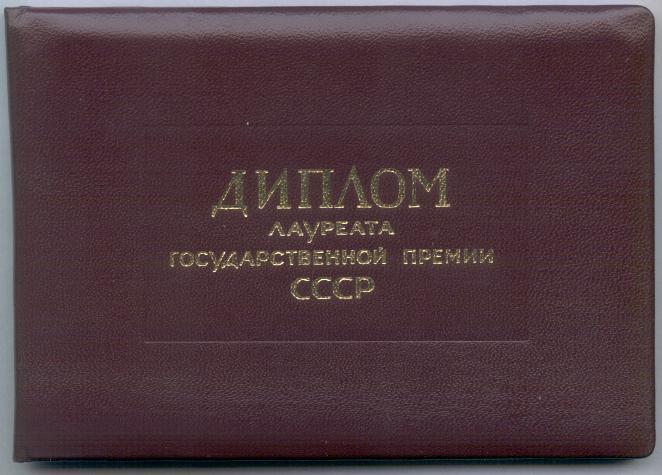 ДИПЛОМ
ЛАУРЕАТА
ГОСУДАРСТВЕННОЙ ПРЕМИИ
СССР